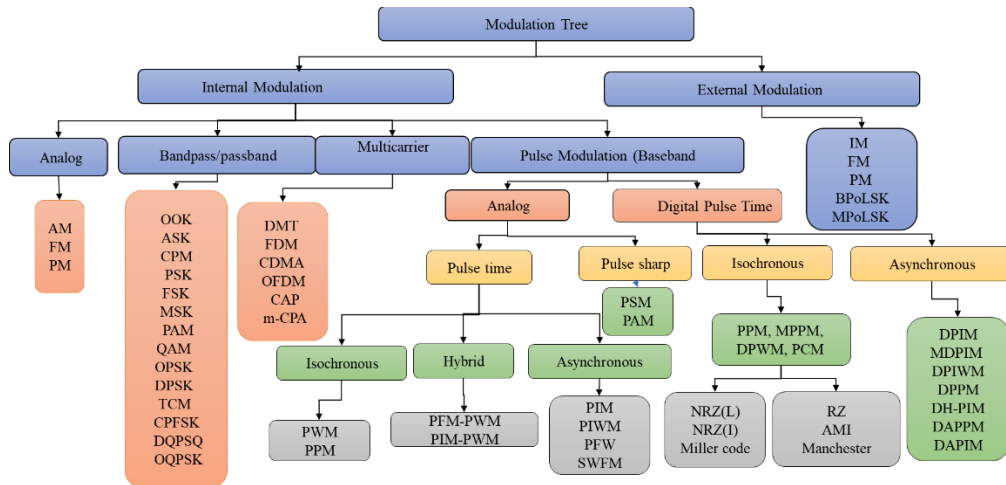 Modulation Tree
Internal Modulation
External Modulation
Analog
Bandpass/passband
Multicarrier
Pulse Modulation (Baseband
IM
FM
PM
BPoLSK
MPoLSK
AM
FM
PM
OOK
ASK
CPM
PSK
FSK
MSK
PAM
QAM
OPSK
DPSK
TCM
CPFSK
DQPSQ
OQPSK
DMT
FDM
CDMA
OFDM
CAP
m-CPA
Analog
Digital Pulse Time
Pulse time
Pulse sharp
Isochronous
Asynchronous
PSM
PAM
Isochronous
Hybrid
Asynchronous
PPM, MPPM,
DPWM, PCM
DPIM
MDPIM
DPIWM
DPPM
DH-PIM
DAPPM
DAPIM
PWM
PPM
PFM-PWM
PIM-PWM
PIM
PIWM
PFW
SWFM
NRZ(L)
NRZ(I)
Miller code
RZ
AMI
Manchester